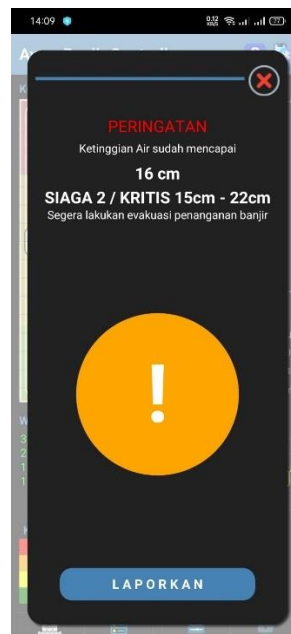 14:09
PERINGATAN
Ketinggian Air sudah mencapai
16 cm
SIAGA 2 / KRITIS 15cm - 22cm
Segera lakukan evakuasi penanganan banjir
!
LAPORKAN